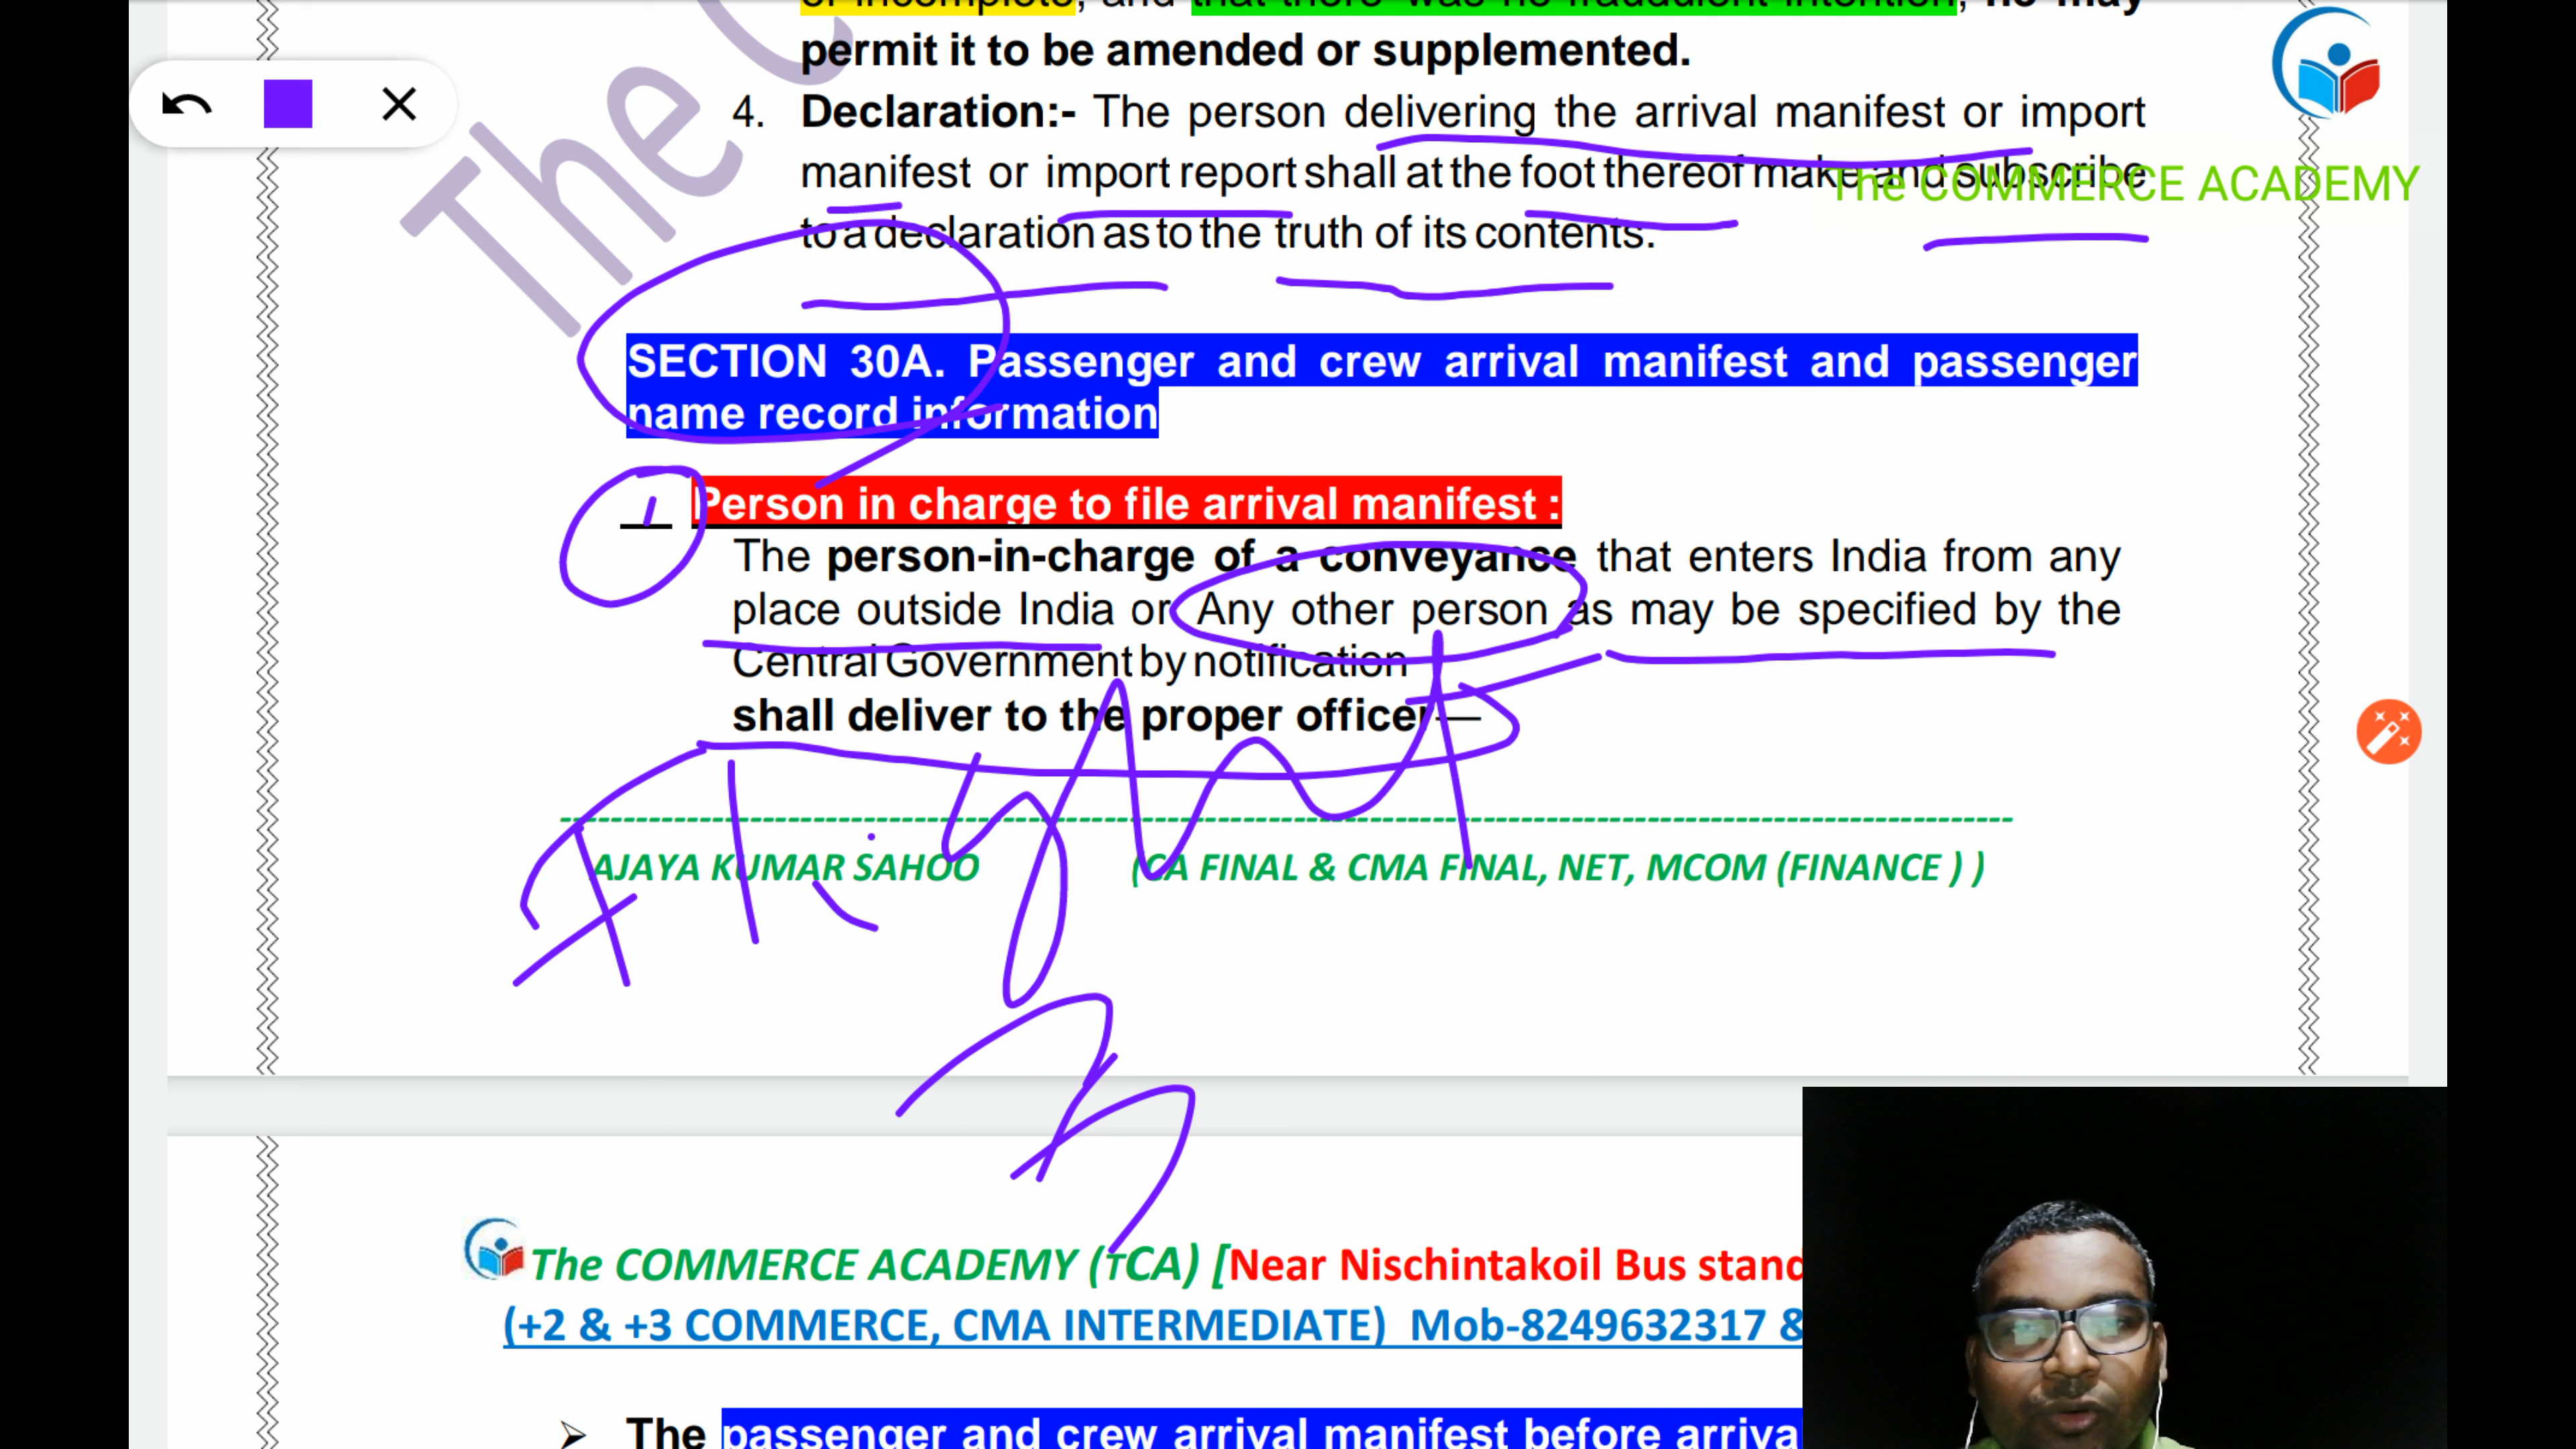 permit it to be amended or supplemented.
4. Declaration:- The person delivering the arrival manifest or import
manifest or import report shall at the foot thereof make and subscribe
to a declaration as to the truth of its contents.
The COMMERCE ACADEMY
SECTION 30A. Passenger and crew arrival manifest and passenger
name record information
1 Person in charge to file arrival manifest :
The person-in-charge of a conveyance that enters India from any
place outside India or Any other person as may be specified by the
Central Government by notification
shall deliver to the proper officer—
AJAYA KUMAR SAHOO (CA FINAL & CMA FINAL, NET, MCOM (FINANCE ) )
The COMMERCE ACADEMY (TCA) [Near Nischintakoil Bus stand
(+2 & +3 COMMERCE, CMA INTERMEDIATE) Mob-8249632317 &
➢ The passenger and crew arrival manifest before arriva
The C